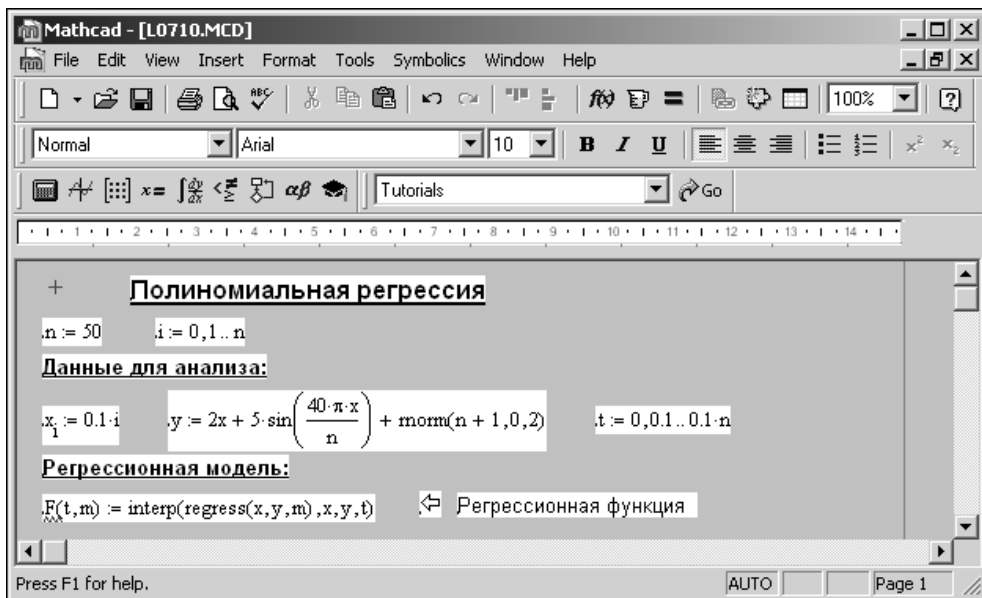 Mathcad - [L0710.MCD]
File Edit View Insert Format Tools Symbolics Window Help
100%
Normal Arial 10 B I U x² x₂
x= αβ Tutorials Go
1 2 3 4 5 6 7 8 9 10 11 12 13 14
Полиномиальная регрессия
n := 50 i := 0,1.. n
Данные для анализа:
xᵢ := 0.1·i y := 2x + 5·sin(40·π·x / n) + rnorm(n + 1,0,2) t := 0,0.1.. 0.1·n
Регрессионная модель:
F(t,m) := interp(regress(x,y,m),x,y,t) Регрессионная функция
Press F1 for help. AUTO Page 1